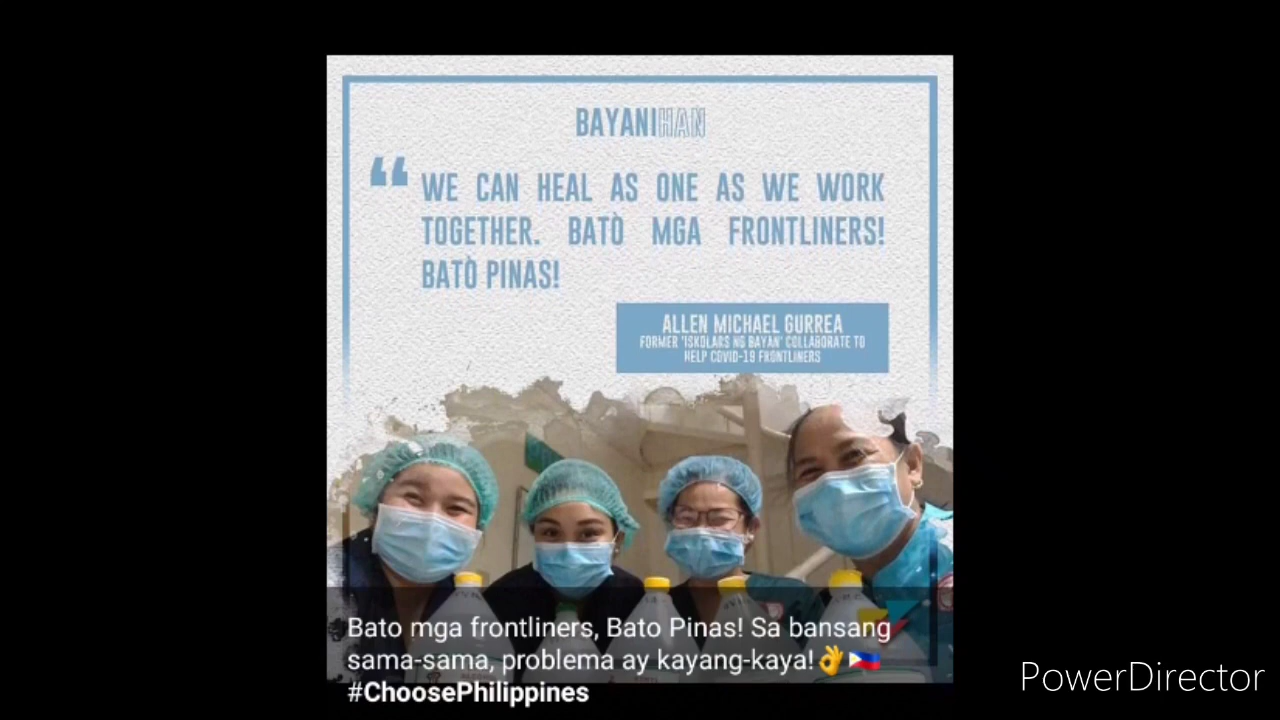 BAYANIHAN
“ WE CAN HEAL AS ONE AS WE WORK
TOGETHER. BATÒ MGA FRONTLINERS!
BATÒ PINAS!
ALLEN MICHAEL GURREA
FORMER 'ISKOLARS NG BAYAN' COLLABORATE TO
HELP COVID-19 FRONTLINERS
Bato mga frontliners, Bato Pinas! Sa bansang
sama-sama, problema ay kayang-kaya!👌🇵🇭
#ChoosePhilippines
PowerDirector